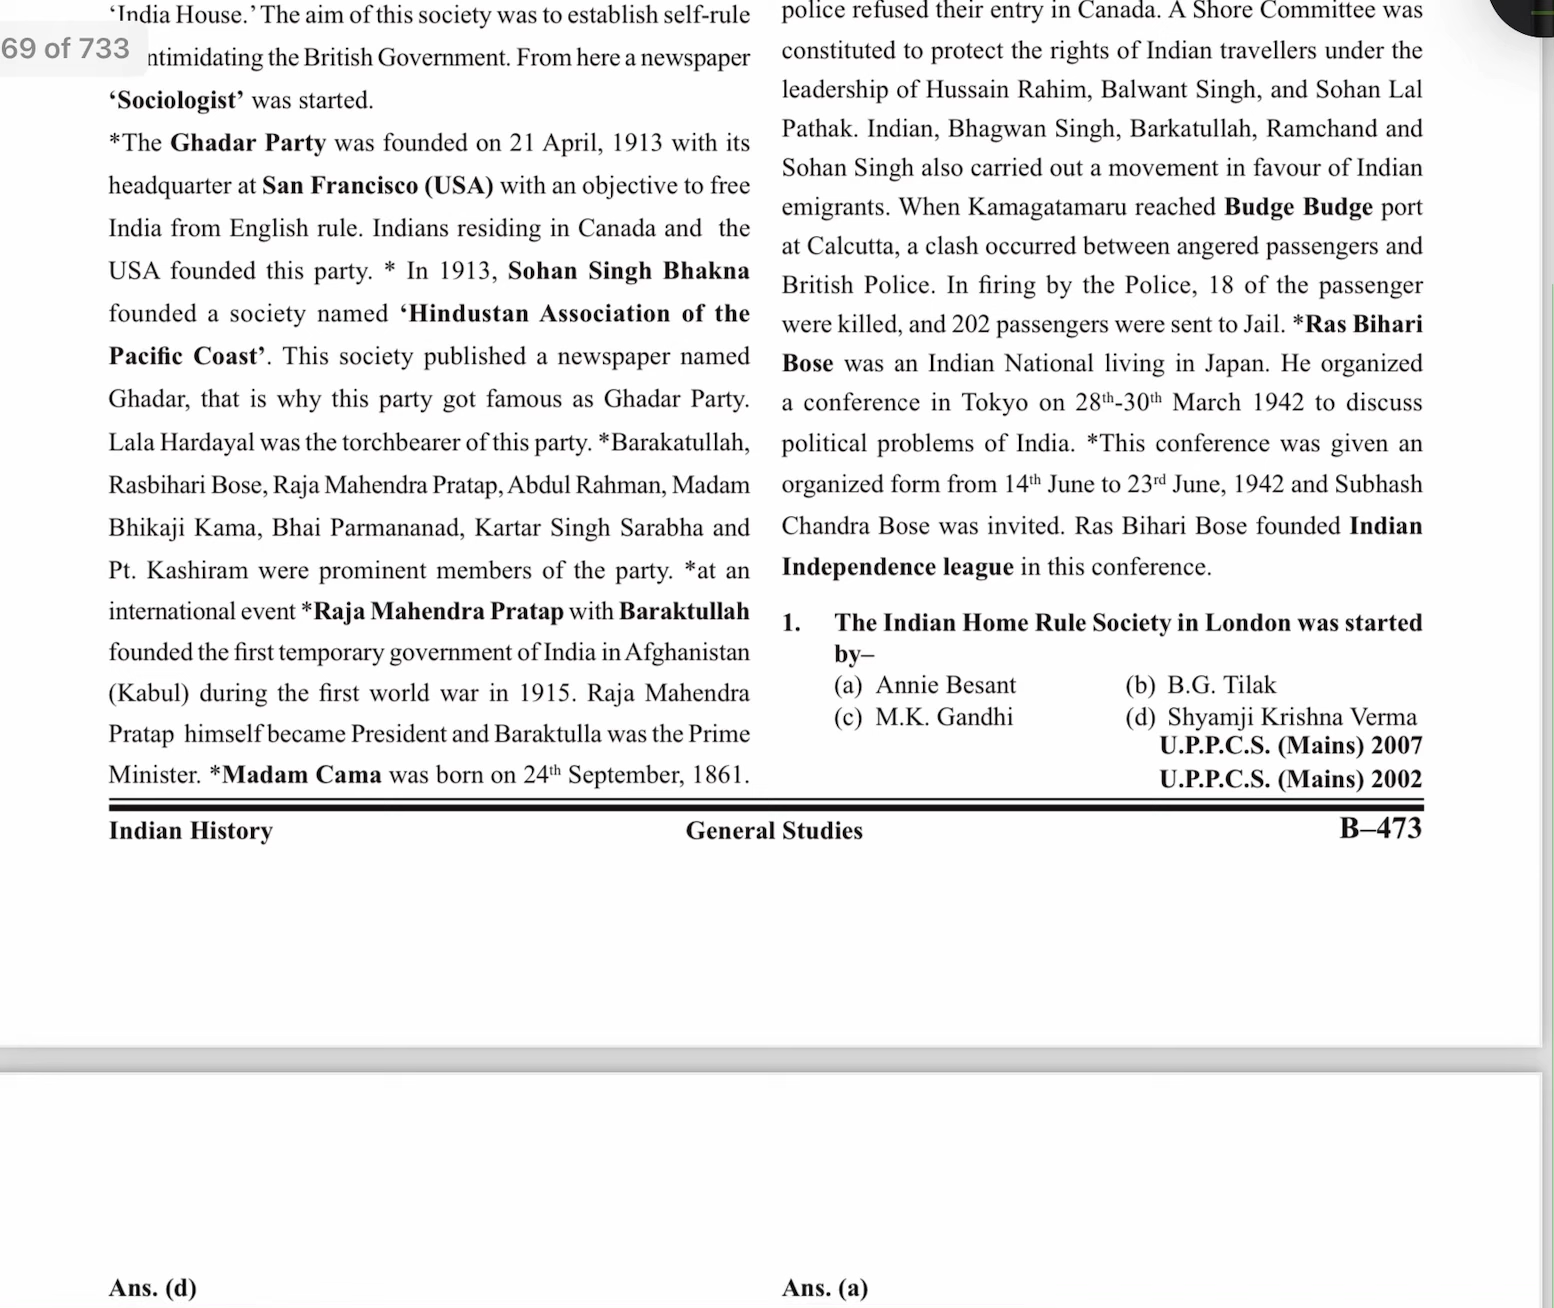 69 of 733
‘India House.’ The aim of this society was to establish self-rule
ntimidating the British Government. From here a newspaper
‘Sociologist’ was started.
*The Ghadar Party was founded on 21 April, 1913 with its
headquarter at San Francisco (USA) with an objective to free
India from English rule. Indians residing in Canada and the
USA founded this party. * In 1913, Sohan Singh Bhakna
founded a society named ‘Hindustan Association of the
Pacific Coast’. This society published a newspaper named
Ghadar, that is why this party got famous as Ghadar Party.
Lala Hardayal was the torchbearer of this party. *Barakatullah,
Rasbihari Bose, Raja Mahendra Pratap, Abdul Rahman, Madam
Bhikaji Kama, Bhai Parmananad, Kartar Singh Sarabha and
Pt. Kashiram were prominent members of the party. *at an
international event *Raja Mahendra Pratap with Baraktullah
founded the first temporary government of India in Afghanistan
(Kabul) during the first world war in 1915. Raja Mahendra
Pratap himself became President and Baraktulla was the Prime
Minister. *Madam Cama was born on 24th September, 1861.
police refused their entry in Canada. A Shore Committee was
constituted to protect the rights of Indian travellers under the
leadership of Hussain Rahim, Balwant Singh, and Sohan Lal
Pathak. Indian, Bhagwan Singh, Barkatullah, Ramchand and
Sohan Singh also carried out a movement in favour of Indian
emigrants. When Kamagatamaru reached Budge Budge port
at Calcutta, a clash occurred between angered passengers and
British Police. In firing by the Police, 18 of the passenger
were killed, and 202 passengers were sent to Jail. *Ras Bihari
Bose was an Indian National living in Japan. He organized
a conference in Tokyo on 28th-30th March 1942 to discuss
political problems of India. *This conference was given an
organized form from 14th June to 23rd June, 1942 and Subhash
Chandra Bose was invited. Ras Bihari Bose founded Indian
Independence league in this conference.
1. The Indian Home Rule Society in London was started
by–
(a) Annie Besant (b) B.G. Tilak
(c) M.K. Gandhi (d) Shyamji Krishna Verma
U.P.P.C.S. (Mains) 2007
U.P.P.C.S. (Mains) 2002
Indian History General Studies B–473
Ans. (d) Ans. (a)